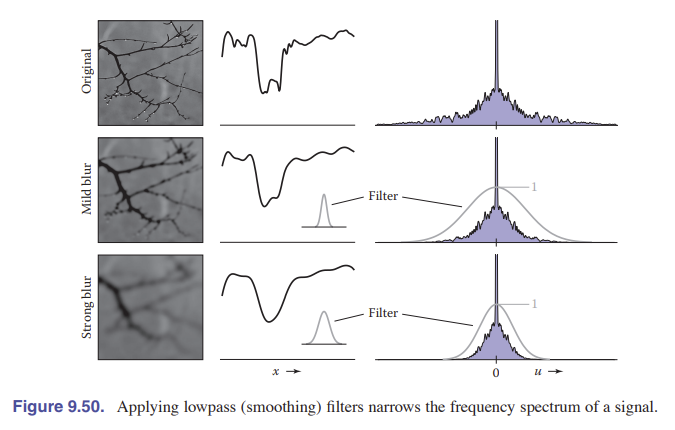 Original
Mild blur
Filter
1
Strong blur
Filter
1
x →
0
u →
Figure 9.50. Applying lowpass (smoothing) filters narrows the frequency spectrum of a signal.